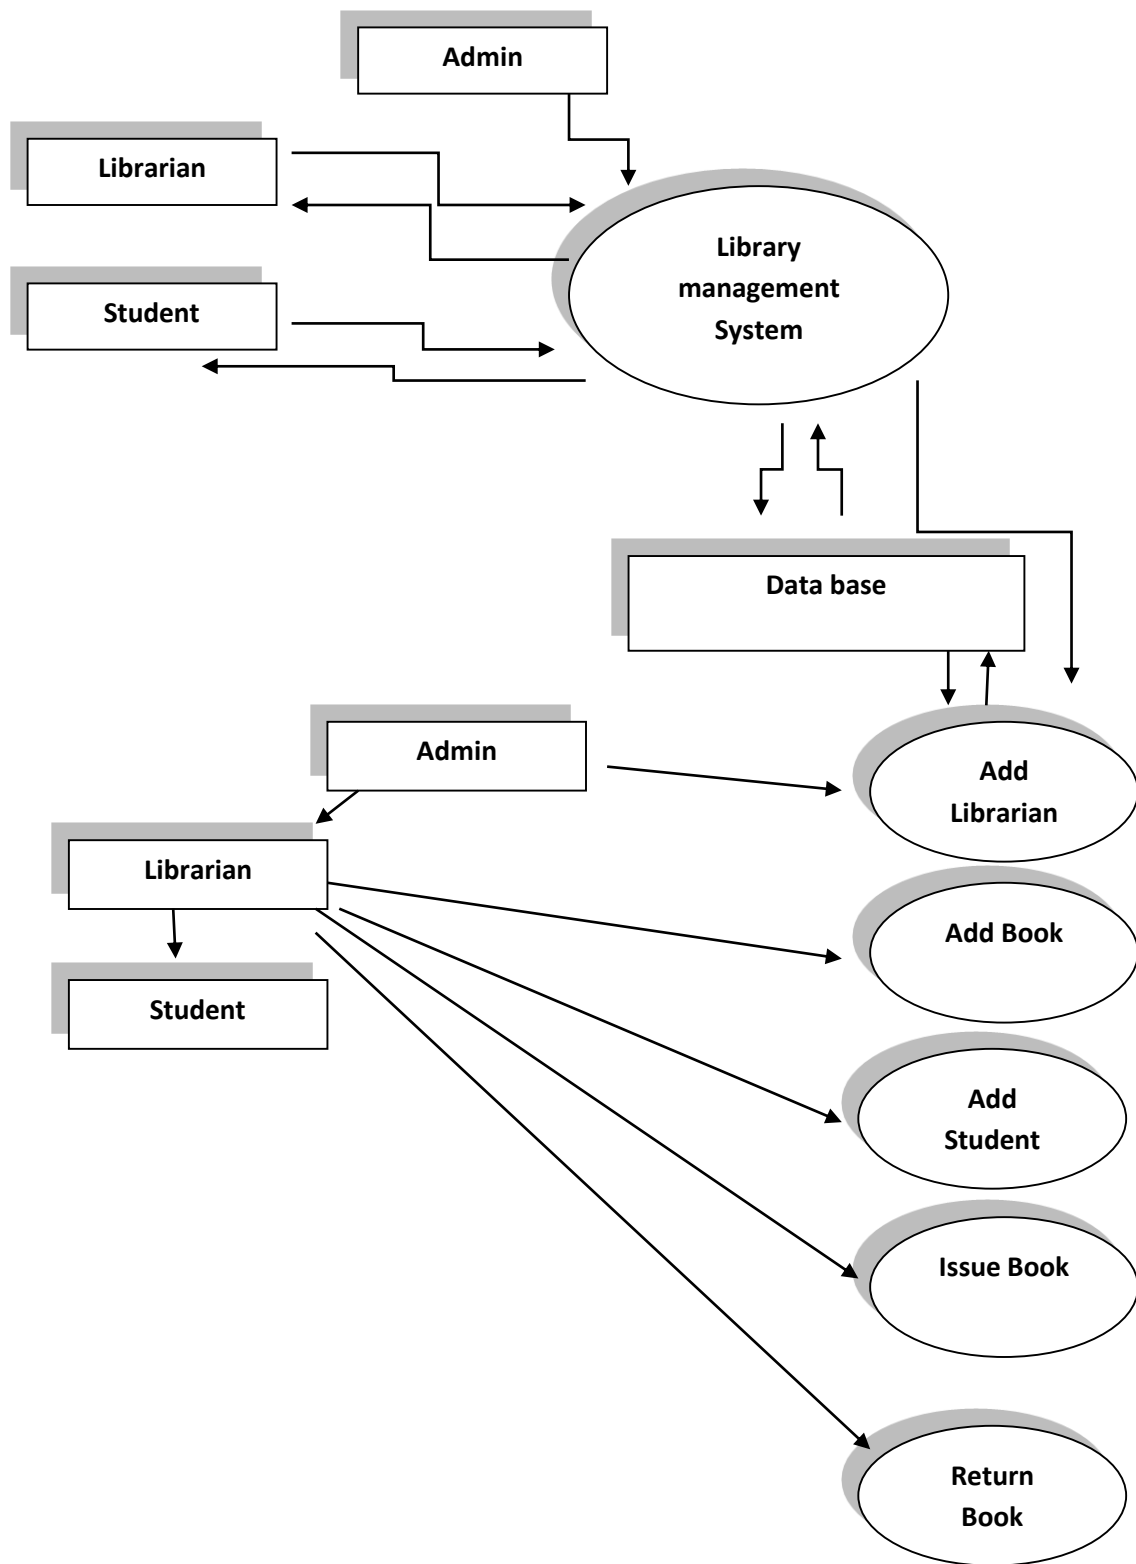 Admin
Librarian
Library
management
System
Student
Data base
Admin
Add
Librarian
Librarian
Add Book
Student
Add
Student
Issue Book
Return
Book